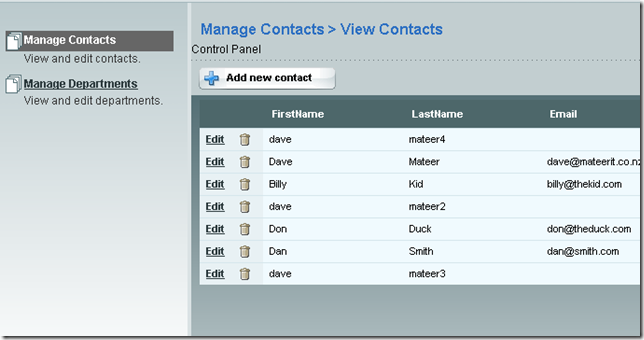 Manage Contacts
View and edit contacts.
Manage Departments
View and edit departments.
Manage Contacts > View Contacts
Control Panel
Add new contact
FirstName LastName Email
Edit dave mateer4
Edit Dave Mateer dave@mateerit.co.nz
Edit Billy Kid billy@thekid.com
Edit dave mateer2
Edit Don Duck don@theduck.com
Edit Dan Smith dan@smith.com
Edit dave mateer3